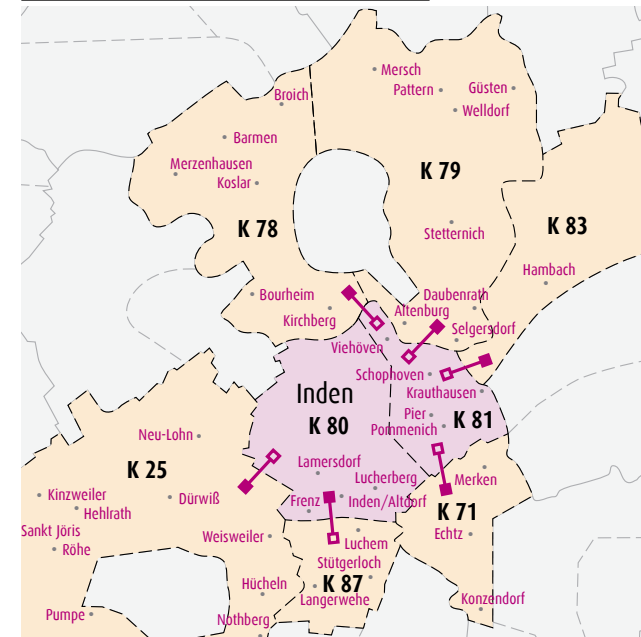 Mersch
Pattern
Güsten
Broich
Welldorf
Barmen
Merzenhausen
K 79
Koslar
K 78
Stetternich
K 83
Hambach
Bourheim
Daubenrath
Kirchberg
Altenburg
Selgersdorf
Viehöven
Schophoven
Inden
Krauthausen
K 80
Pier
K 81
Pommenich
Neu-Lohn
Lamersdorf
K 25
Lucherberg
Merken
Kinzweiler
Dürwiß
Frenz
Inden/Altdorf
Hehlrath
K 71
Sankt Jöris
Weisweiler
Echtz
Röhe
Luchem
Stütgerloch
Hücheln
K 87
Langerwehe
Konzendorf
Pumpe
Nothberg